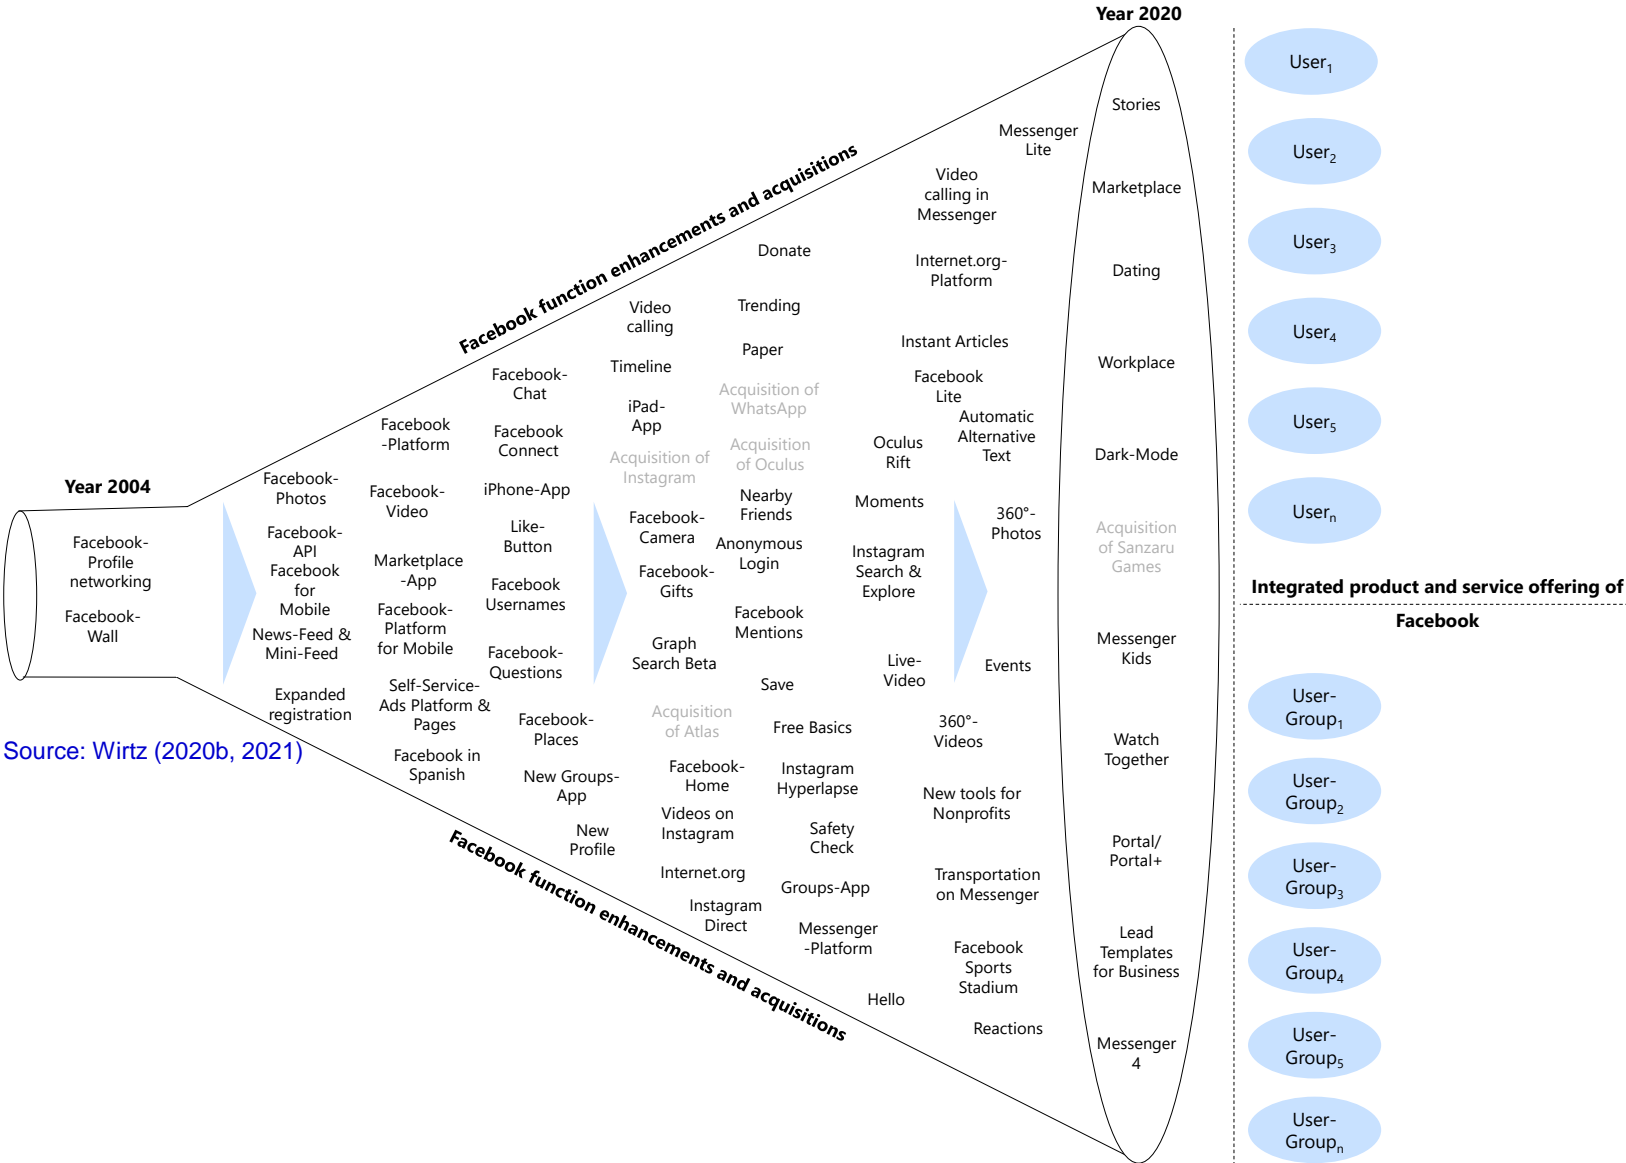 Year 2020
Year 2004
Facebook function enhancements and acquisitions
Facebook-
Profile
networking
Facebook-
Wall
Facebook-
Photos
Facebook-
API
Facebook
for
Mobile
News-Feed &
Mini-Feed
Expanded
registration
Facebook
-Platform
Facebook-
Video
Marketplace
-App
Facebook-
Platform
for Mobile
Self-Service-
Ads Platform &
Pages
Facebook in
Spanish
Facebook-
Chat
Facebook
Connect
iPhone-App
Like-
Button
Facebook
Usernames
Facebook-
Questions
Facebook-
Places
New Groups-
App
New
Profile
Video
calling
Timeline
iPad-
App
Acquisition of
Instagram
Facebook-
Camera
Facebook-
Gifts
Graph
Search Beta
Acquisition
of Atlas
Facebook-
Home
Videos on
Instagram
Internet.org
Instagram
Direct
Donate
Trending
Paper
Acquisition of
WhatsApp
Acquisition
of Oculus
Nearby
Friends
Anonymous
Login
Facebook
Mentions
Save
Free Basics
Instagram
Hyperlapse
Safety
Check
Groups-App
Messenger
-Platform
Hello
Messenger
Lite
Video
calling in
Messenger
Internet.org-
Platform
Instant Articles
Facebook
Lite
Automatic
Alternative
Text
Oculus
Rift
Moments
360°-
Photos
Instagram
Search &
Explore
Live-
Video
Events
360°-
Videos
New tools for
Nonprofits
Transportation
on Messenger
Facebook
Sports
Stadium
Reactions
Stories
Marketplace
Dating
Workplace
Dark-Mode
Acquisition
of Sanzaru
Games
Messenger
Kids
Watch
Together
Portal/
Portal+
Lead
Templates
for Business
Messenger
4
Facebook function enhancements and acquisitions
Source: Wirtz (2020b, 2021)
User1
User2
User3
User4
User5
Usern
Integrated product and service offering of
Facebook
User-
Group1
User-
Group2
User-
Group3
User-
Group4
User-
Group5
User-
Groupn